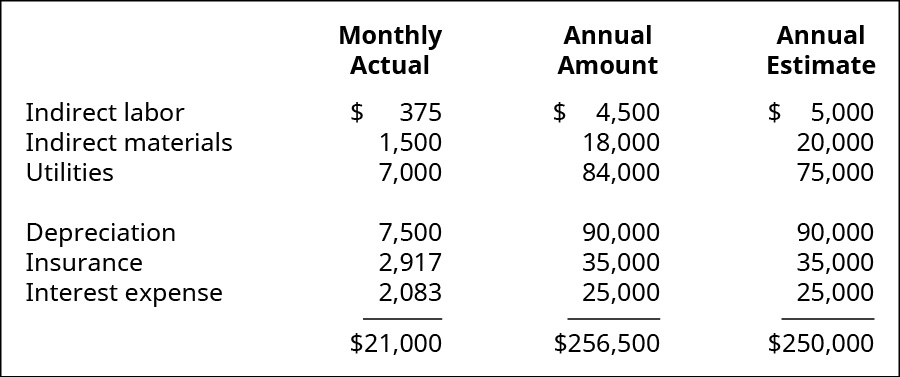 Monthly Actual Annual Amount Annual Estimate
Indirect labor $ 375 $ 4,500 $ 5,000
Indirect materials 1,500 18,000 20,000
Utilities 7,000 84,000 75,000
Depreciation 7,500 90,000 90,000
Insurance 2,917 35,000 35,000
Interest expense 2,083 25,000 25,000
$21,000 $256,500 $250,000